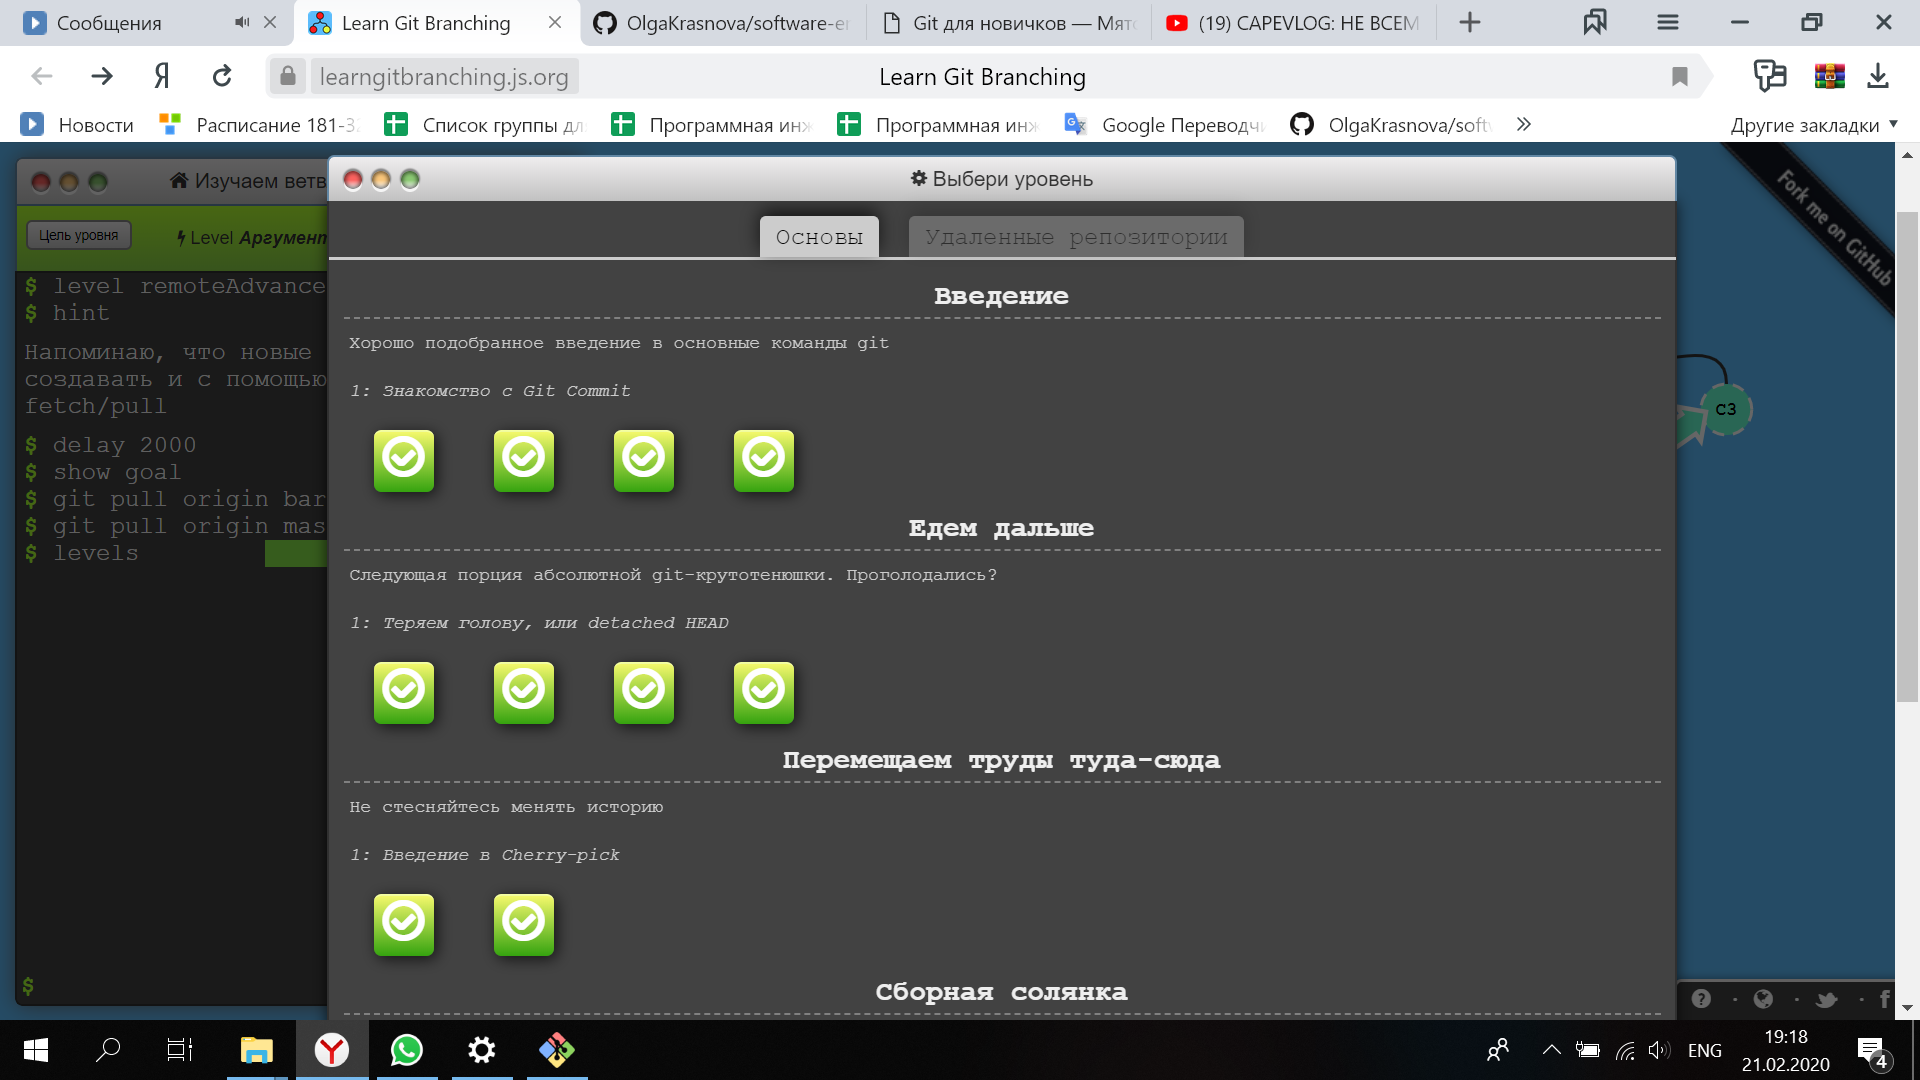 Сообщения
Learn Git Branching
OlgaKrasnova/software-er
Git для новичков — Мято
(19) CAPEVLOG: НЕ ВСЕМ
Я
learngitbranching.js.org
Learn Git Branching
Новости
Расписание 181-32
Список группы для
Программная инж
Программная инж
Google Переводчи
OlgaKrasnova/softw
Другие закладки
Изучаем ветв
Цель уровня
Level Аргумент
$ level remoteAdvance
$ hint
Напоминаю, что новые
создавать и с помощью
fetch/pull
$ delay 2000
$ show goal
$ git pull origin bar
$ git pull origin mas
$ levels
$
Выбери уровень
Основы
Удаленные репозитории
Введение
Хорошо подобранное введение в основные команды git
1: Знакомство с Git Commit
Едем дальше
Следующая порция абсолютной git-крутотенюшки. Проголодались?
1: Теряем голову, или detached HEAD
Перемещаем труды туда-сюда
Не стесняйтесь менять историю
1: Введение в Cherry-pick
Сборная солянка
Fork me on GitHub
C3
ENG
19:18
21.02.2020
4